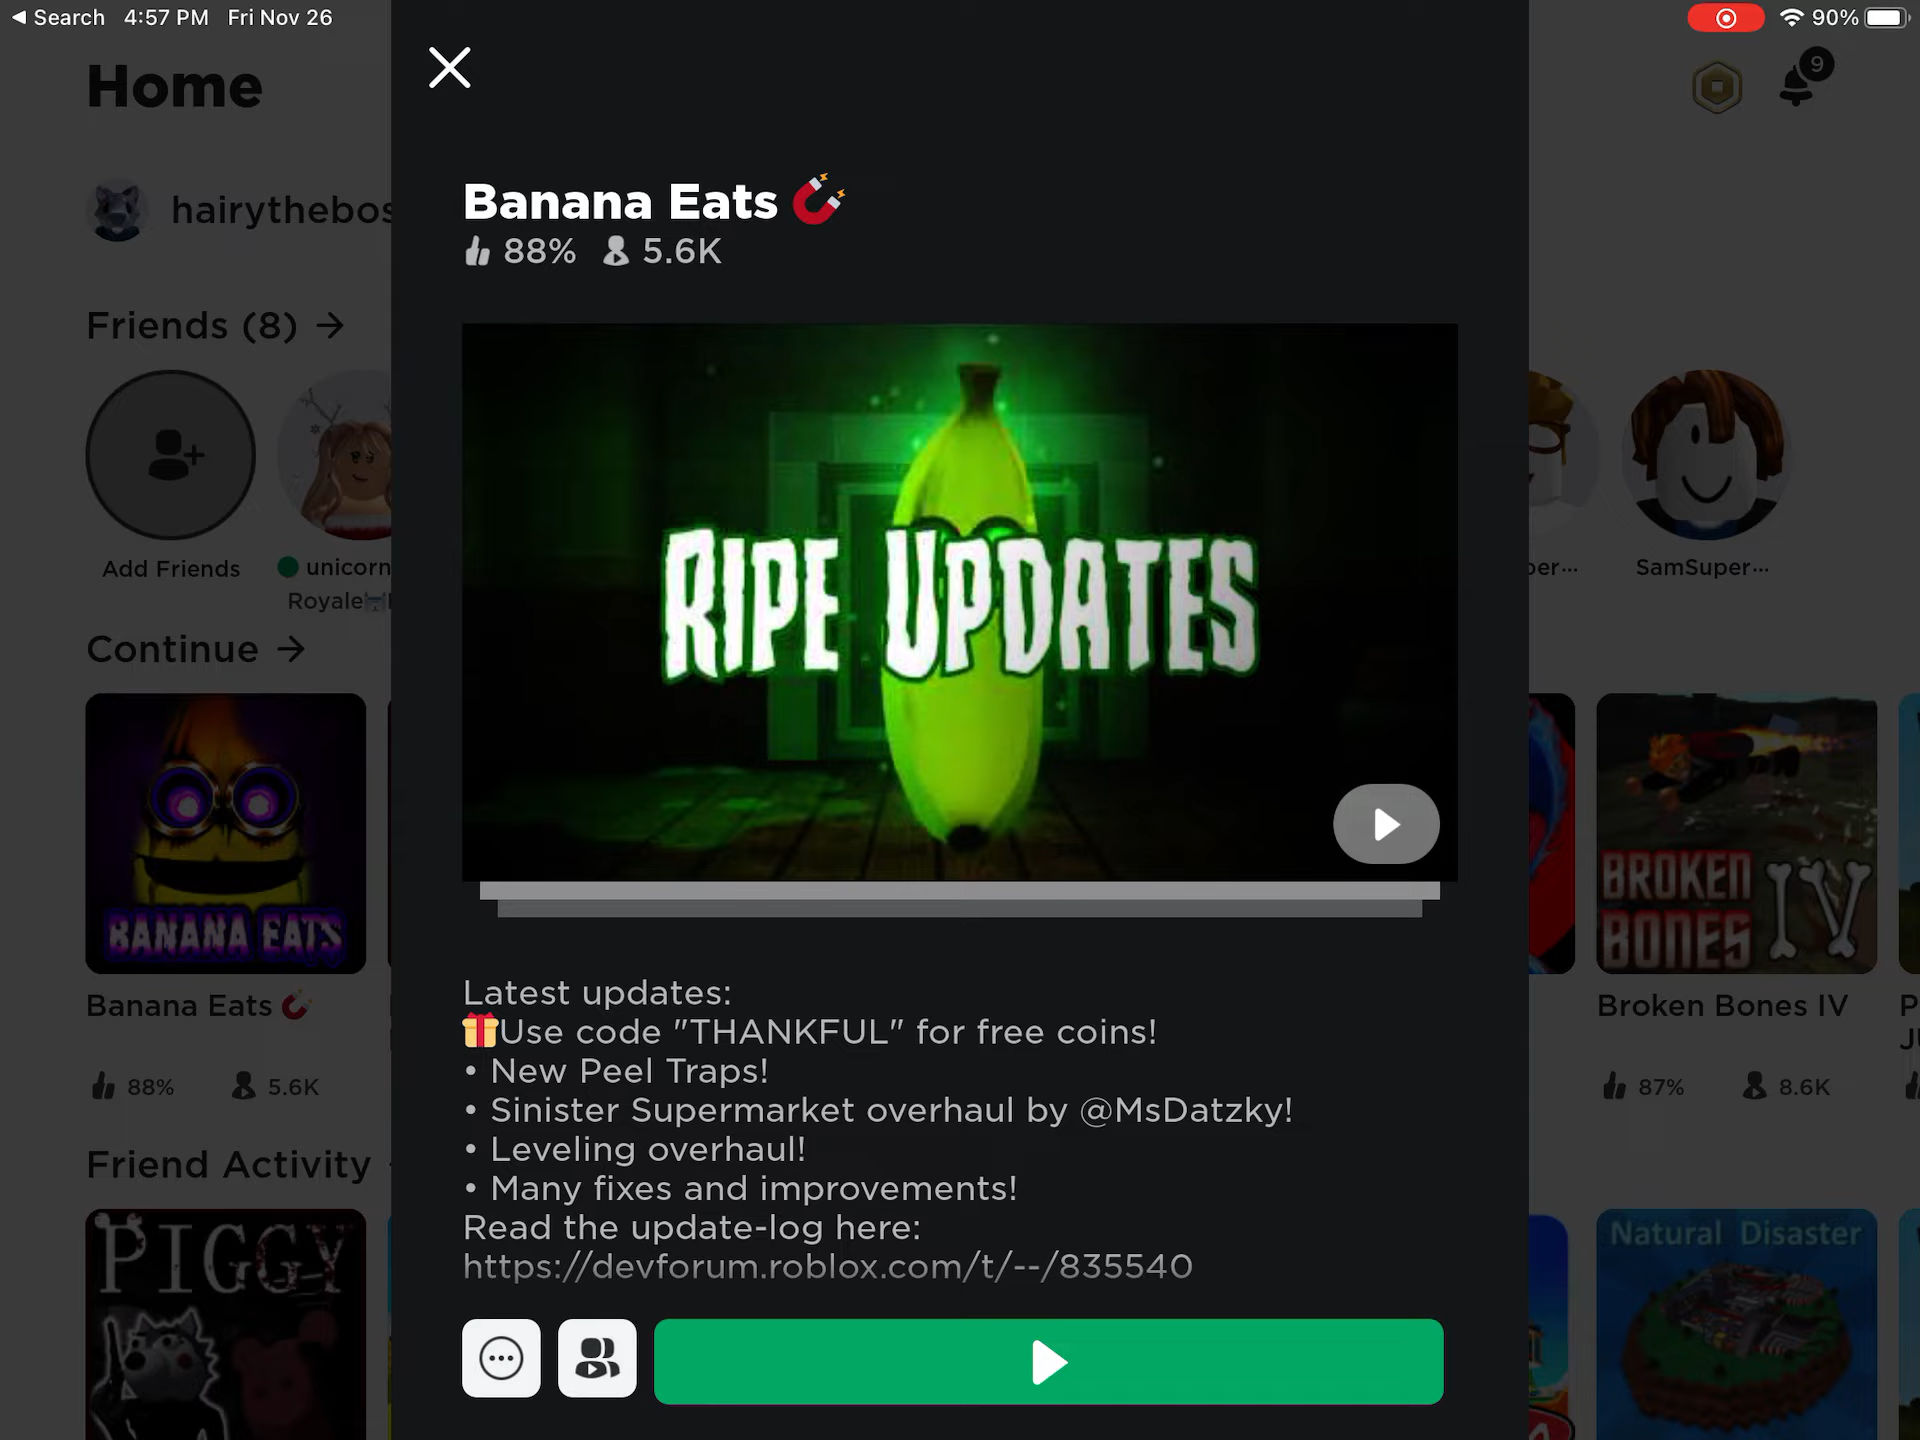 Search 4:57 PM Fri Nov 26
90%
Home
9
hairythebos
Banana Eats
88% 5.6K
Friends (8)
RIPE UPDATES
Add Friends
unicorn
Royale
per...
SamSuper...
Continue
BANANA EATS
BROKEN BONES IV
Banana Eats
88% 5.6K
Broken Bones IV
87% 8.6K
P
Latest updates:
Use code "THANKFUL" for free coins!
• New Peel Traps!
• Sinister Supermarket overhaul by @MsDatzky!
• Leveling overhaul!
• Many fixes and improvements!
Read the update-log here:
https://devforum.roblox.com/t/--/835540
Friend Activity
PIGGY
Natural Disaster